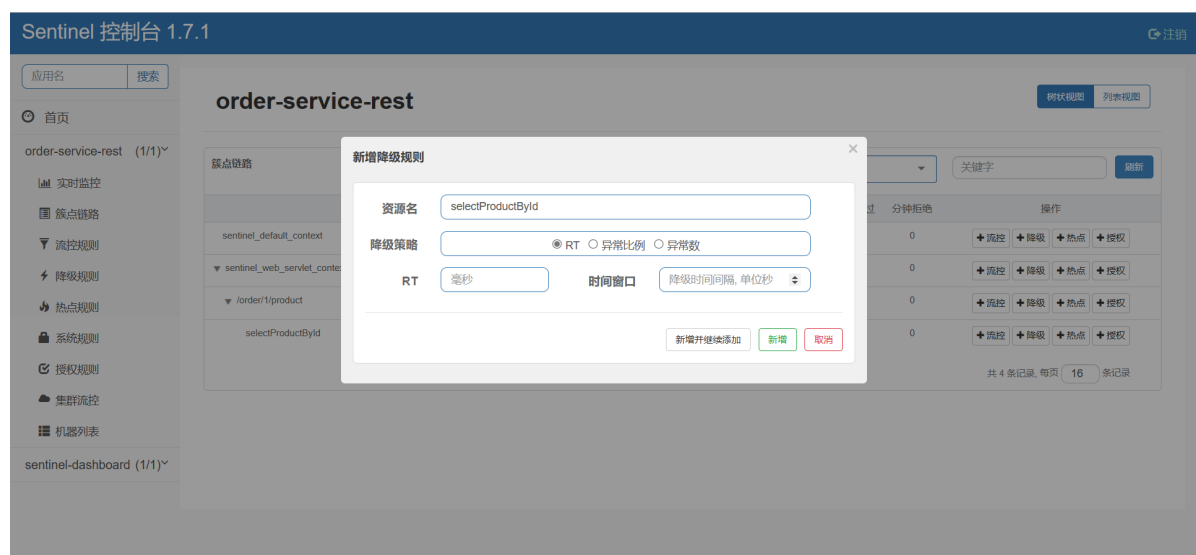 Sentinel 控制台 1.7.1
注销
应用名 搜索
首页
order-service-rest (1/1)
实时监控
簇点链路
流控规则
降级规则
热点规则
系统规则
授权规则
集群流控
机器列表
sentinel-dashboard (1/1)
order-service-rest
树状视图 列表视图
簇点链路
关键字 刷新
过 分钟拒绝 操作
sentinel_default_context 0 流控 降级 热点 授权
sentinel_web_servlet_conte 0 流控 降级 热点 授权
/order/1/product 0 流控 降级 热点 授权
selectProductById 0 流控 降级 热点 授权
共 4 条记录, 每页 16 条记录
新增降级规则
×
资源名 selectProductById
降级策略 RT 异常比例 异常数
RT 毫秒 时间窗口 降级时间间隔, 单位秒
新增并继续添加 新增 取消